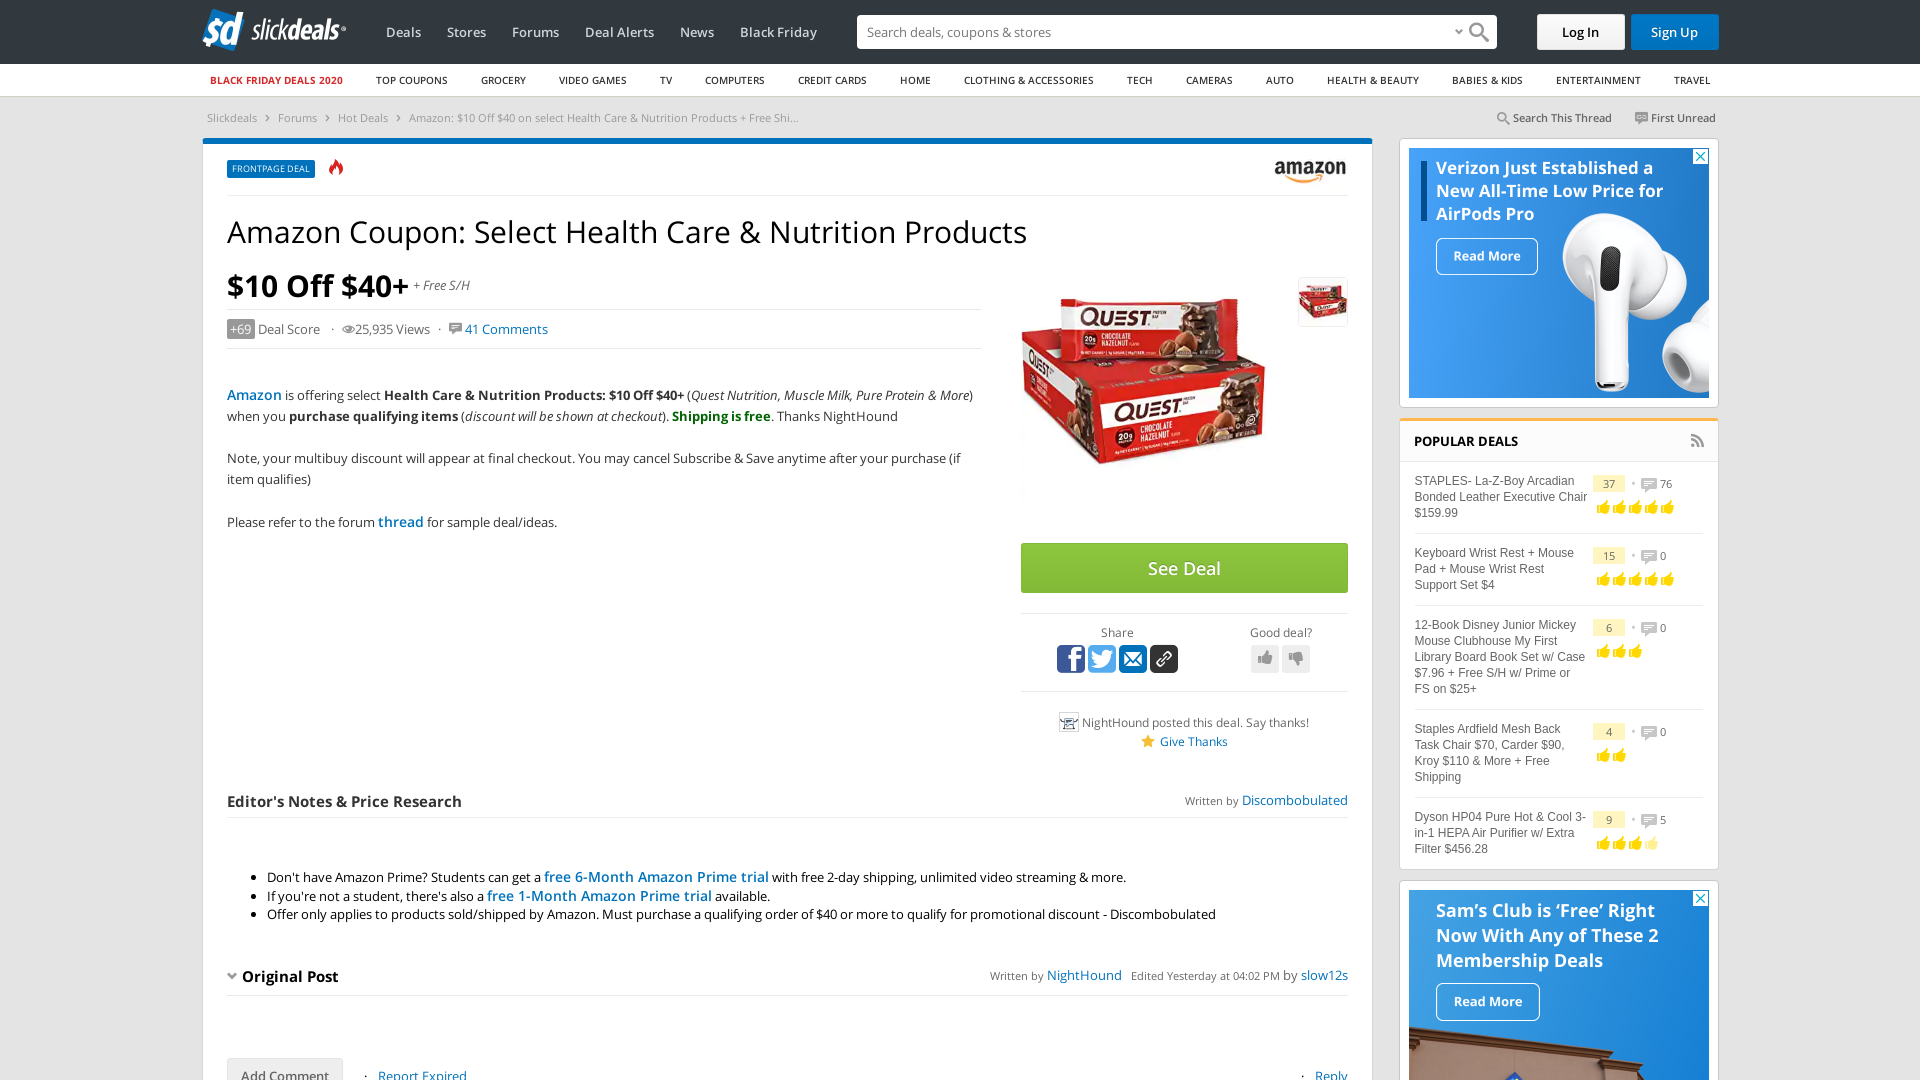 slickdeals
Deals Stores Forums Deal Alerts News Black Friday
Search deals, coupons & stores
Log In
Sign Up
BLACK FRIDAY DEALS 2020 TOP COUPONS GROCERY VIDEO GAMES TV COMPUTERS CREDIT CARDS HOME CLOTHING & ACCESSORIES TECH CAMERAS AUTO HEALTH & BEAUTY BABIES & KIDS ENTERTAINMENT TRAVEL
Slickdeals › Forums › Hot Deals › Amazon: $10 Off $40 on select Health Care & Nutrition Products + Free Shi...
Search This Thread First Unread
FRONTPAGE DEAL
amazon
Amazon Coupon: Select Health Care & Nutrition Products
$10 Off $40+ + Free S/H
+69 Deal Score · 25,935 Views · 41 Comments
Amazon is offering select Health Care & Nutrition Products: $10 Off $40+ (Quest Nutrition, Muscle Milk, Pure Protein & More)
when you purchase qualifying items (discount will be shown at checkout). Shipping is free. Thanks NightHound
Note, your multibuy discount will appear at final checkout. You may cancel Subscribe & Save anytime after your purchase (if
item qualifies)
Please refer to the forum thread for sample deal/ideas.
QUEST
CHOCOLATE
HAZELNUT
QUEST
CHOCOLATE
HAZELNUT
See Deal
Share
Good deal?
NightHound posted this deal. Say thanks!
Give Thanks
Editor's Notes & Price Research
Written by Discombobulated
Don't have Amazon Prime? Students can get a free 6-Month Amazon Prime trial with free 2-day shipping, unlimited video streaming & more.
If you're not a student, there's also a free 1-Month Amazon Prime trial available.
Offer only applies to products sold/shipped by Amazon. Must purchase a qualifying order of $40 or more to qualify for promotional discount - Discombobulated
Original Post
Written by NightHound Edited Yesterday at 04:02 PM by slow12s
Add Comment · Report Expired
· Reply
Verizon Just Established a
New All-Time Low Price for
AirPods Pro
Read More
POPULAR DEALS
STAPLES- La-Z-Boy Arcadian
Bonded Leather Executive Chair
$159.99
37 • 76
Keyboard Wrist Rest + Mouse
Pad + Mouse Wrist Rest
Support Set $4
15 • 0
12-Book Disney Junior Mickey
Mouse Clubhouse My First
Library Board Book Set w/ Case
$7.96 + Free S/H w/ Prime or
FS on $25+
6 • 0
Staples Ardfield Mesh Back
Task Chair $70, Carder $90,
Kroy $110 & More + Free
Shipping
4 • 0
Dyson HP04 Pure Hot & Cool 3-
in-1 HEPA Air Purifier w/ Extra
Filter $456.28
9 • 5
Sam's Club is ‘Free’ Right
Now With Any of These 2
Membership Deals
Read More